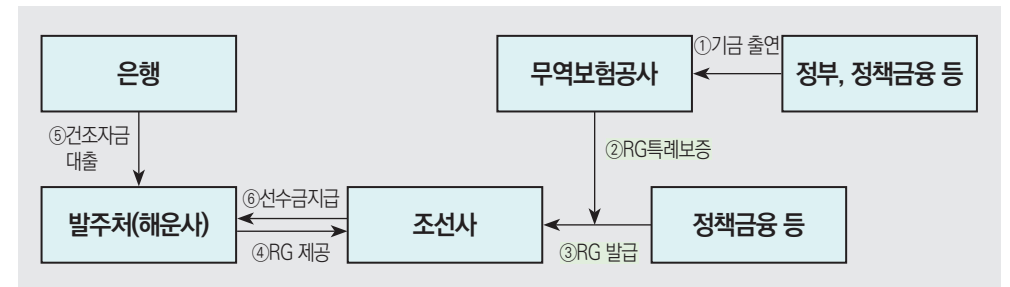 은행
무역보험공사
①기금 출연
정부, 정책금융 등
⑤건조자금
대출
②RG특례보증
발주처(해운사)
⑥선수금지급
④RG 제공
조선사
③RG 발급
정책금융 등